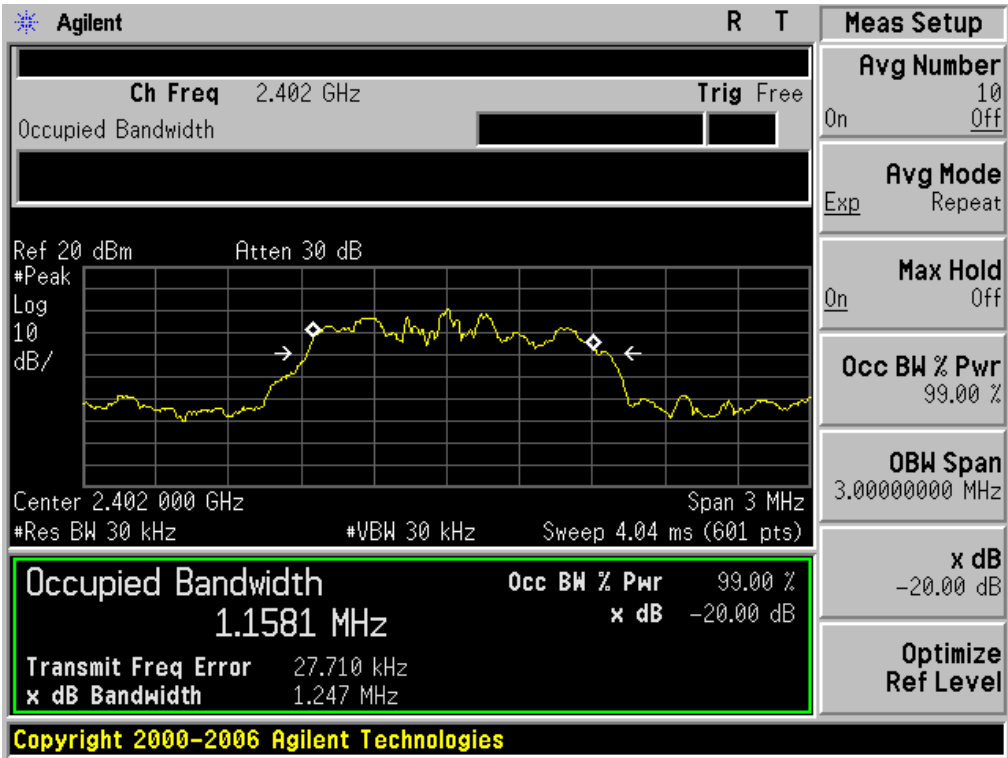 Agilent R T Meas Setup
Ch Freq 2.402 GHz Trig Free
Occupied Bandwidth
Avg Number
10
On Off
Avg Mode
Exp Repeat
Max Hold
On Off
Occ BW % Pwr
99.00 %
OBW Span
3.00000000 MHz
x dB
-20.00 dB
Optimize
Ref Level
Ref 20 dBm Atten 30 dB
#Peak
Log
10
dB/
Center 2.402 000 GHz Span 3 MHz
#Res BW 30 kHz #VBW 30 kHz Sweep 4.04 ms (601 pts)
Occupied Bandwidth
1.1581 MHz
Occ BW % Pwr 99.00 %
x dB -20.00 dB
Transmit Freq Error 27.710 kHz
x dB Bandwidth 1.247 MHz
Copyright 2000-2006 Agilent Technologies